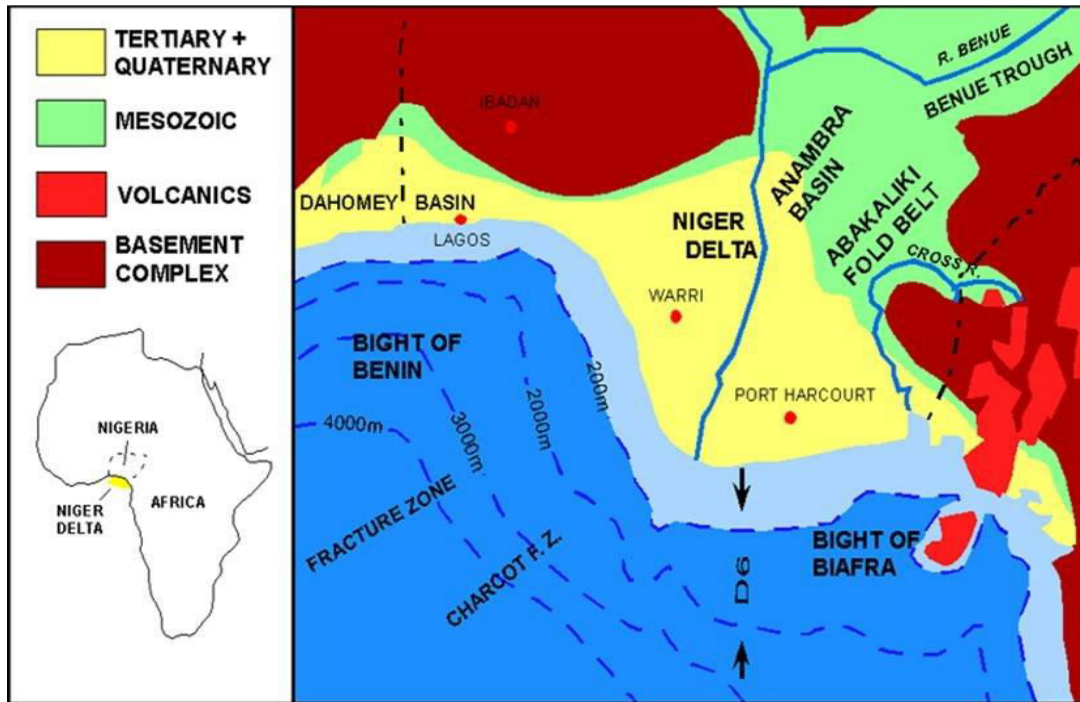 TERTIARY +
QUATERNARY
MESOZOIC
VOLCANICS
BASEMENT
COMPLEX
NIGERIA
AFRICA
NIGER
DELTA
R. BENUE
BENUE TROUGH
IBADAN
ANAMBRA
BASIN
DAHOMEY BASIN
LAGOS
NIGER
DELTA
ABAKALIKI
FOLD BELT
CROSS R.
WARRI
PORT HARCOURT
BIGHT OF
BENIN
200m
2000m
3000m
4000m
FRACTURE ZONE
CHARCOT F. Z.
D6
BIGHT OF
BIAFRA